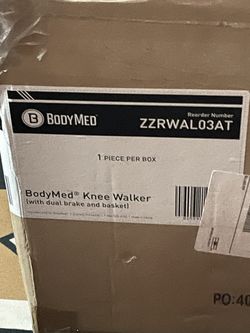 B BODYMED
Reorder Number
ZZRWAL03AT
1 PIECE PER BOX
BodyMed® Knee Walker
(with dual brake and basket)
PO:40